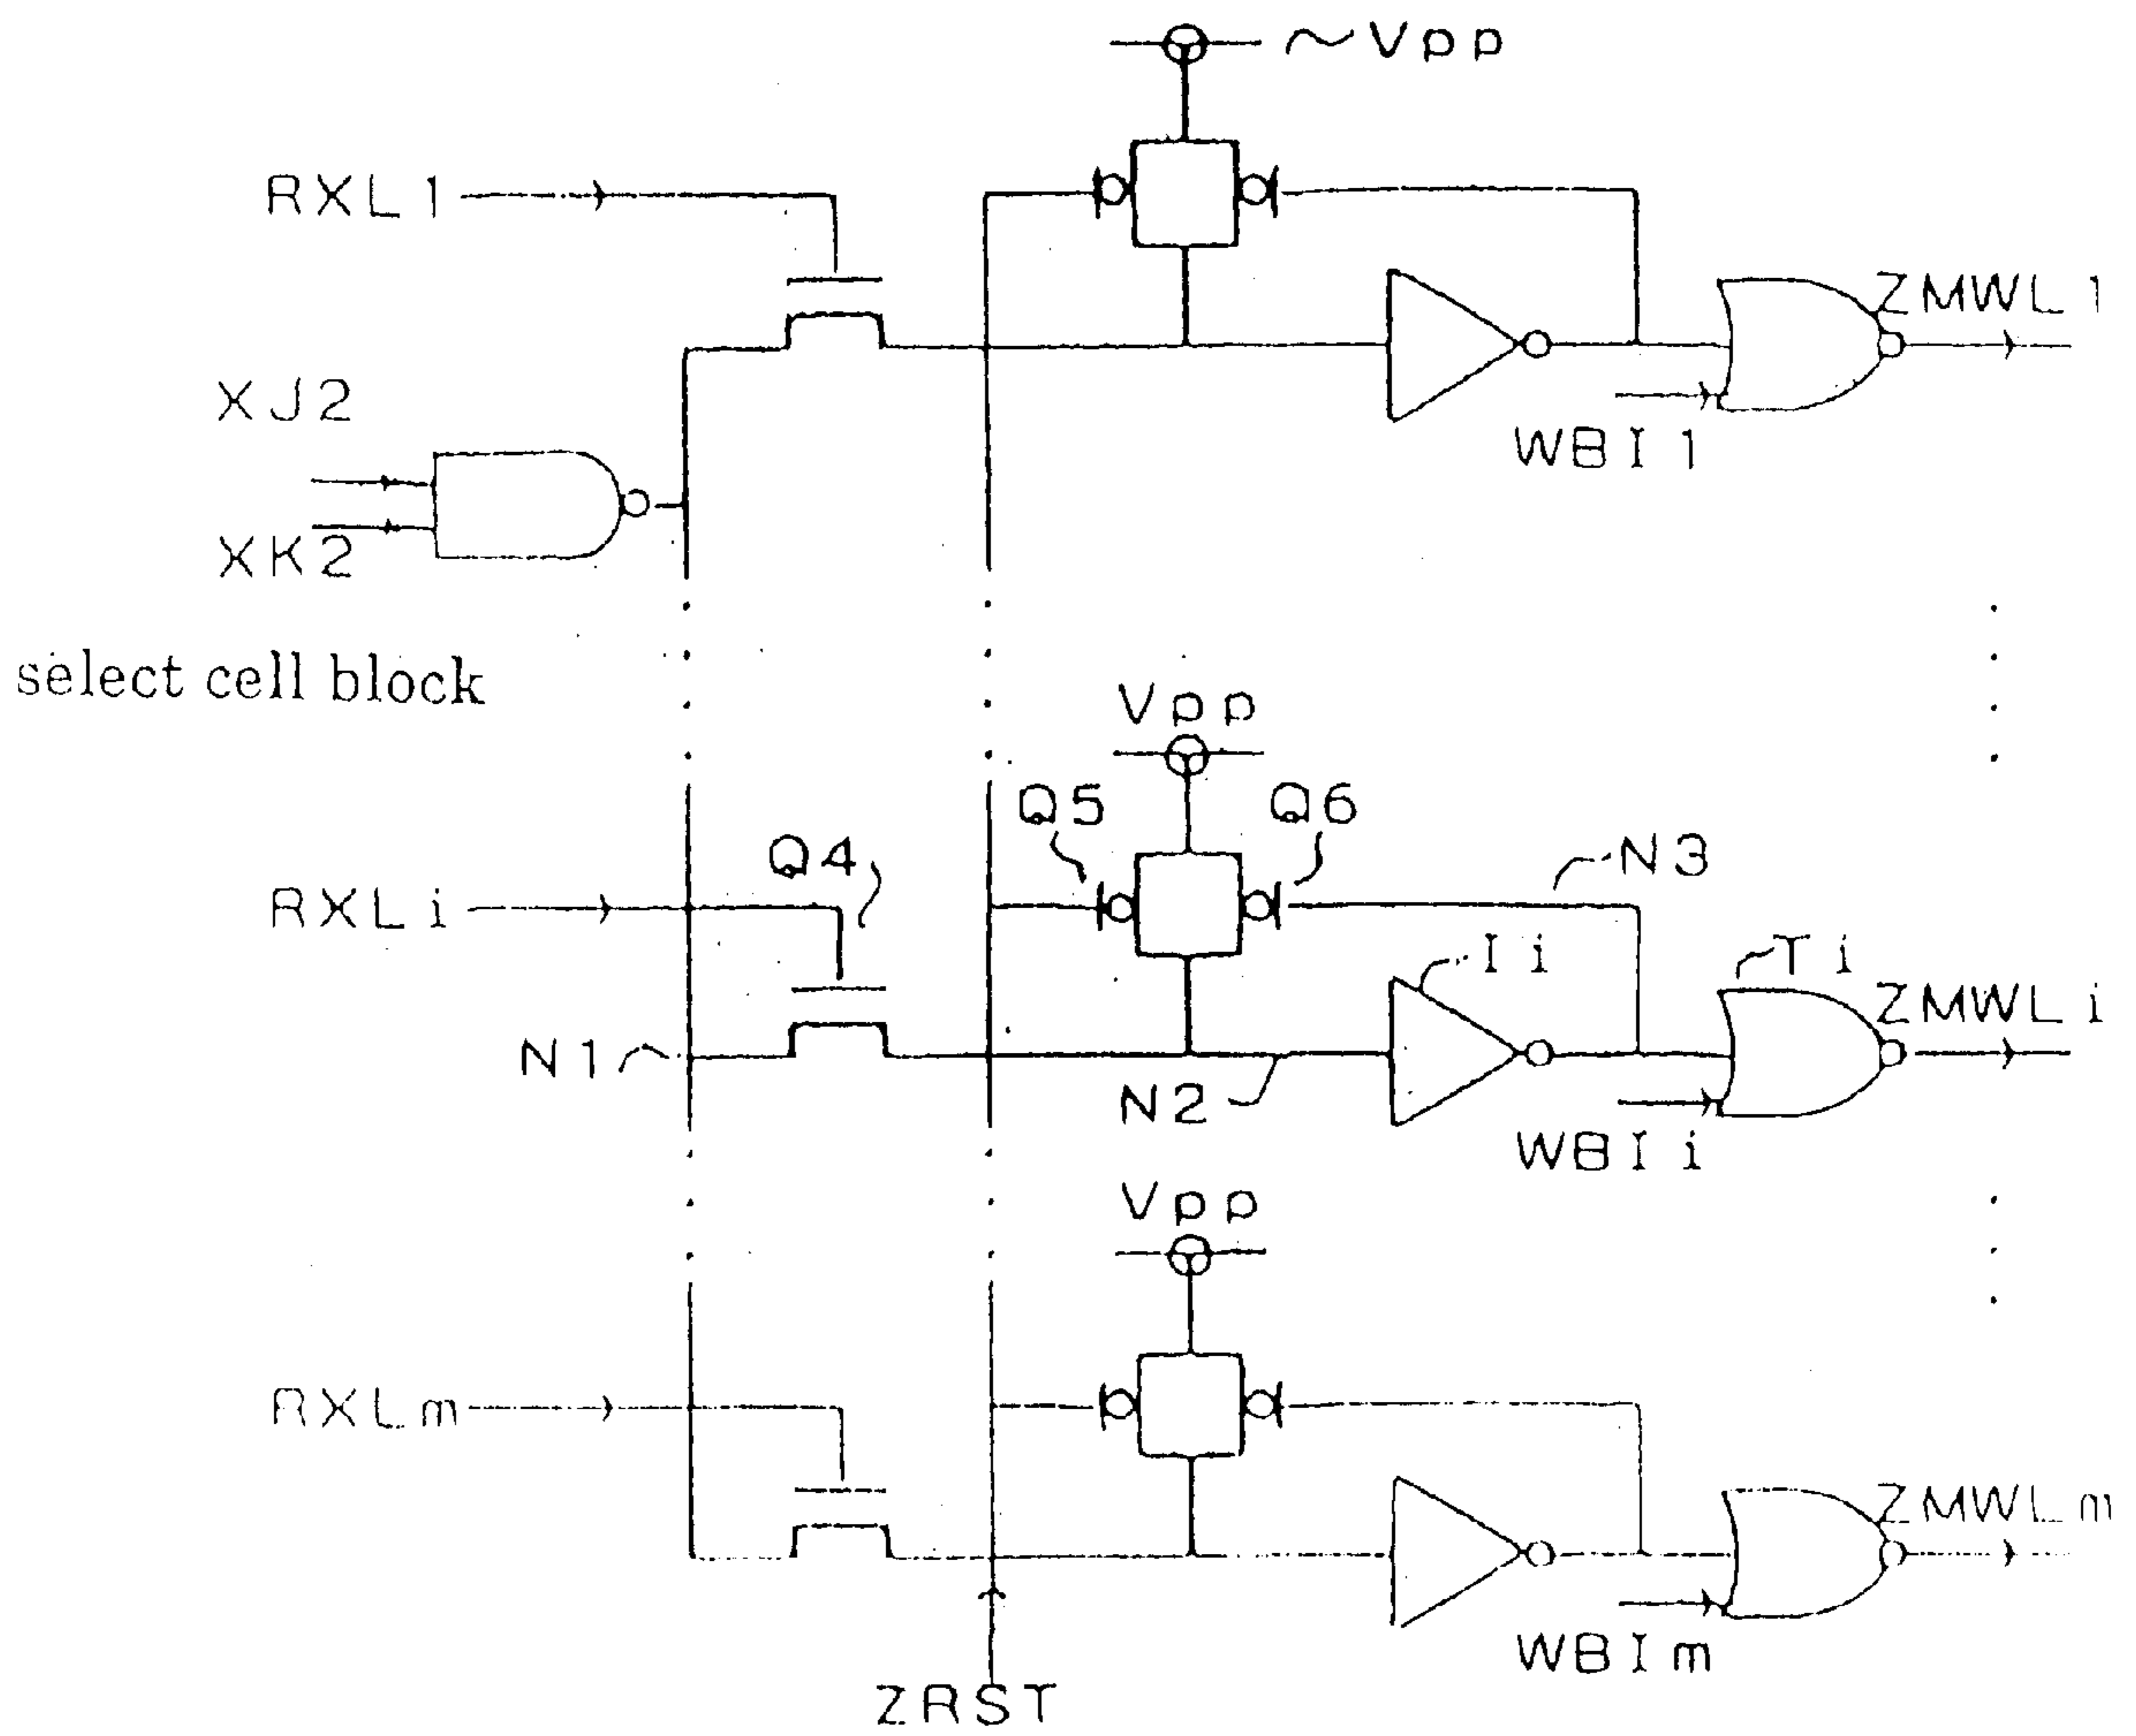 ~Vpp
RXL1
ZMWL1
XJ2
WBI1
XK2
select cell block
Vpp
Q5
Q6
Q4
N3
RXLi
Ii
Ti
ZMWLi
N1
N2
WBIi
Vpp
RXLm
ZMWLm
WBIm
ZRST